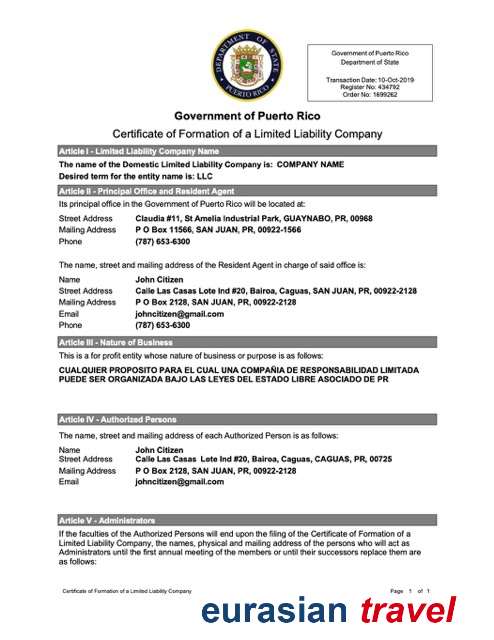 DEPARTMENT OF STATE
PUERTO RICO
Government of Puerto Rico
Department of State
Transaction Date: 10-Oct-2019
Register No: 434792
Order No: 1699262
Government of Puerto Rico
Certificate of Formation of a Limited Liability Company
Article I - Limited Liability Company Name
The name of the Domestic Limited Liability Company is: COMPANY NAME
Desired term for the entity name is: LLC
Article II - Principal Office and Resident Agent
Its principal office in the Government of Puerto Rico will be located at:
Street Address Claudia #11, St Amelia Industrial Park, GUAYNABO, PR, 00968
Mailing Address P O Box 11566, SAN JUAN, PR, 00922-1566
Phone (787) 653-6300
The name, street and mailing address of the Resident Agent in charge of said office is:
Name John Citizen
Street Address Calle Las Casas Lote Ind #20, Bairoa, Caguas, SAN JUAN, PR, 00922-2128
Mailing Address P O Box 2128, SAN JUAN, PR, 00922-2128
Email johncitizen@gmail.com
Phone (787) 653-6300
Article III - Nature of Business
This is a for profit entity whose nature of business or purpose is as follows:
CUALQUIER PROPOSITO PARA EL CUAL UNA COMPAÑIA DE RESPONSABILIDAD LIMITADA
PUEDE SER ORGANIZADA BAJO LAS LEYES DEL ESTADO LIBRE ASOCIADO DE PR
Article IV - Authorized Persons
The name, street and mailing address of each Authorized Person is as follows:
Name John Citizen
Street Address Calle Las Casas Lote Ind #20, Bairoa, Caguas, CAGUAS, PR, 00725
Mailing Address P O Box 2128, SAN JUAN, PR, 00922-2128
Email johncitizen@gmail.com
Article V - Administrators
If the faculties of the Authorized Persons will end upon the filing of the Certificate of Formation of a
Limited Liability Company, the names, physical and mailing address of the persons who will act as
Administrators until the first annual meeting of the members or until their successors replace them are
as follows:
Certificate of Formation of a Limited Liability Company Page 1 of 1
eurasian travel